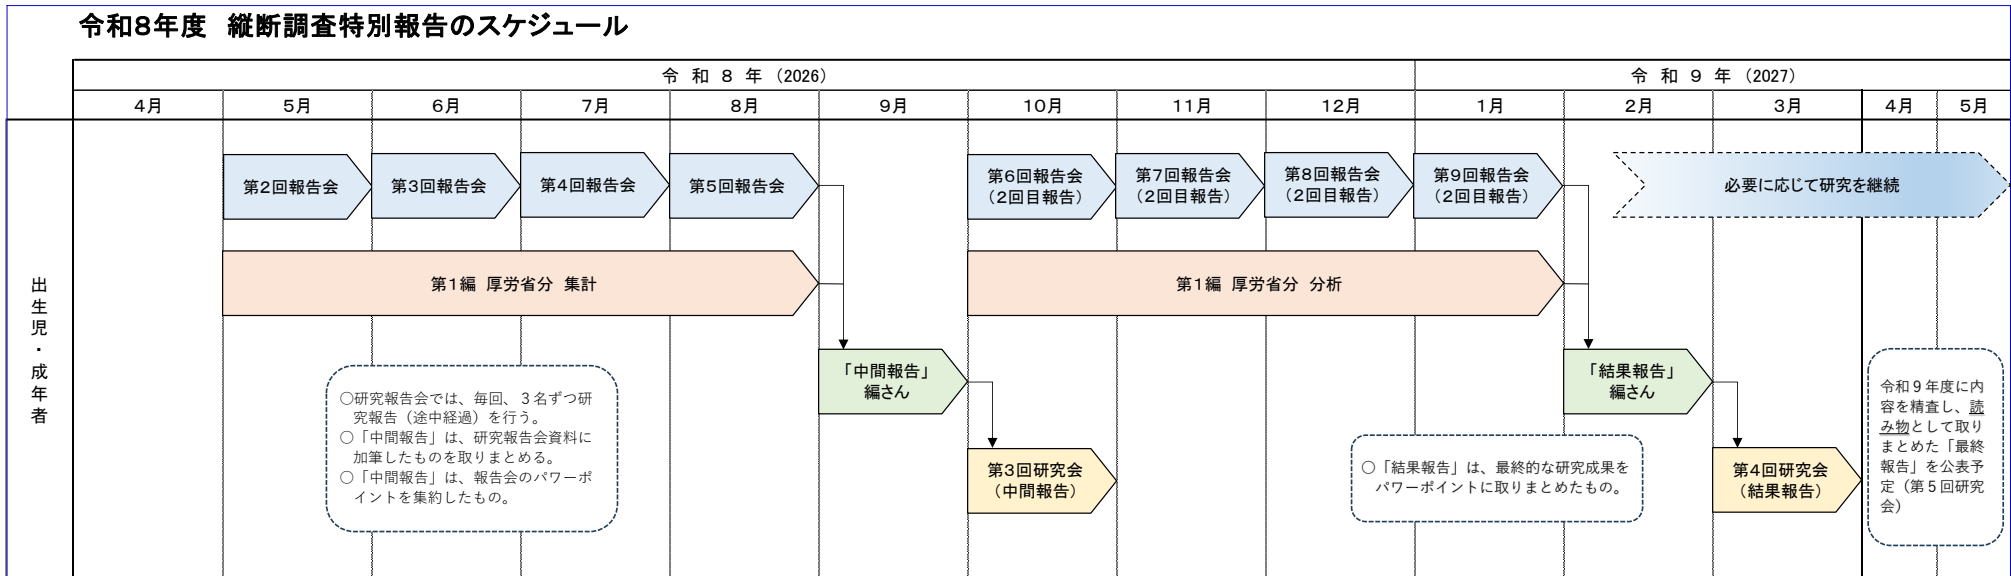 令和8年度　縦断調査特別報告のスケジュール
令 和 8 年（2026）
令 和 9 年（2027）
4月
5月
6月
7月
8月
9月
10月
11月
12月
1月
2月
3月
4月
5月
出生児・成年者
第2回報告会
第3回報告会
第4回報告会
第5回報告会
第6回報告会
（2回目報告）
第7回報告会
（2回目報告）
第8回報告会
（2回目報告）
第9回報告会
（2回目報告）
必要に応じて研究を継続
第1編 厚労省分 集計
第1編 厚労省分 分析
「中間報告」
編さん
「結果報告」
編さん
○研究報告会では、毎回、３名ずつ研
究報告（途中経過）を行う。
○「中間報告」は、研究報告会資料に
加筆したものを取りまとめる。
○「中間報告」は、報告会のパワーポ
イントを集約したもの。
第3回研究会
（中間報告）
○「結果報告」は、最終的な研究成果を
パワーポイントに取りまとめたもの。
第4回研究会
（結果報告）
令和９年度に内
容を精査し、読
み物として取り
まとめた「最終
報告」を公表予
定（第５回研究
会）